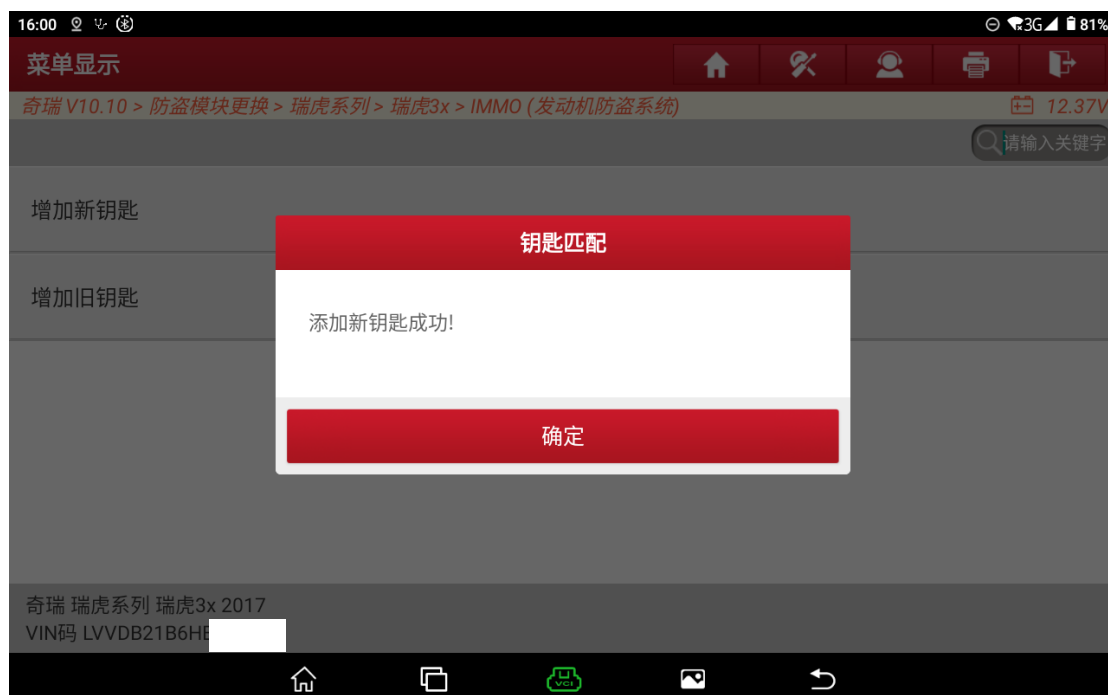 16:00 3G 81%
菜单显示
奇瑞 V10.10 > 防盗模块更换 > 瑞虎系列 > 瑞虎3x > IMMO (发动机防盗系统) 12.37V
请输入关键字
增加新钥匙
钥匙匹配
增加旧钥匙
添加新钥匙成功!
确定
奇瑞 瑞虎系列 瑞虎3x 2017
VIN码 LVVDB21B6HE
VCI